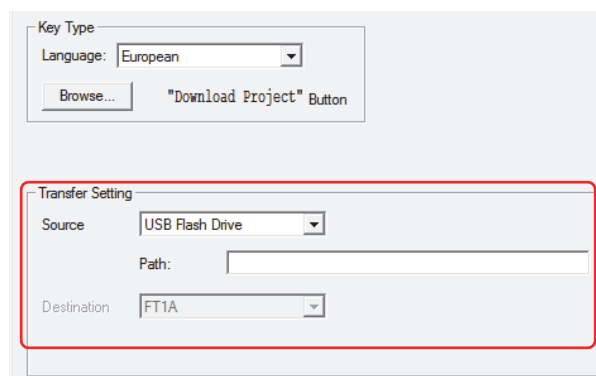 Key Type
Language: European
Browse... "Download Project" Button
Transfer Setting
Source USB Flash Drive
Path:
Destination FT1A